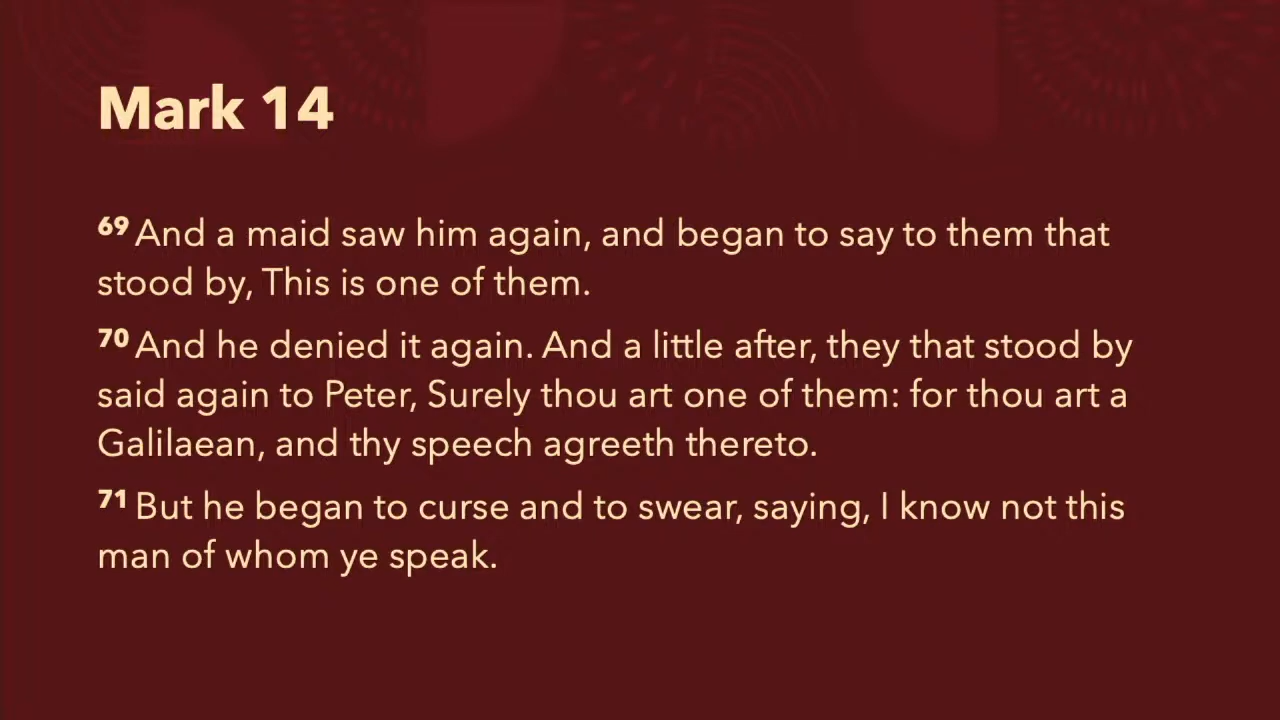 Mark 14
69 And a maid saw him again, and began to say to them that
stood by, This is one of them.
70 And he denied it again. And a little after, they that stood by
said again to Peter, Surely thou art one of them: for thou art a
Galilaean, and thy speech agreeth thereto.
71 But he began to curse and to swear, saying, I know not this
man of whom ye speak.